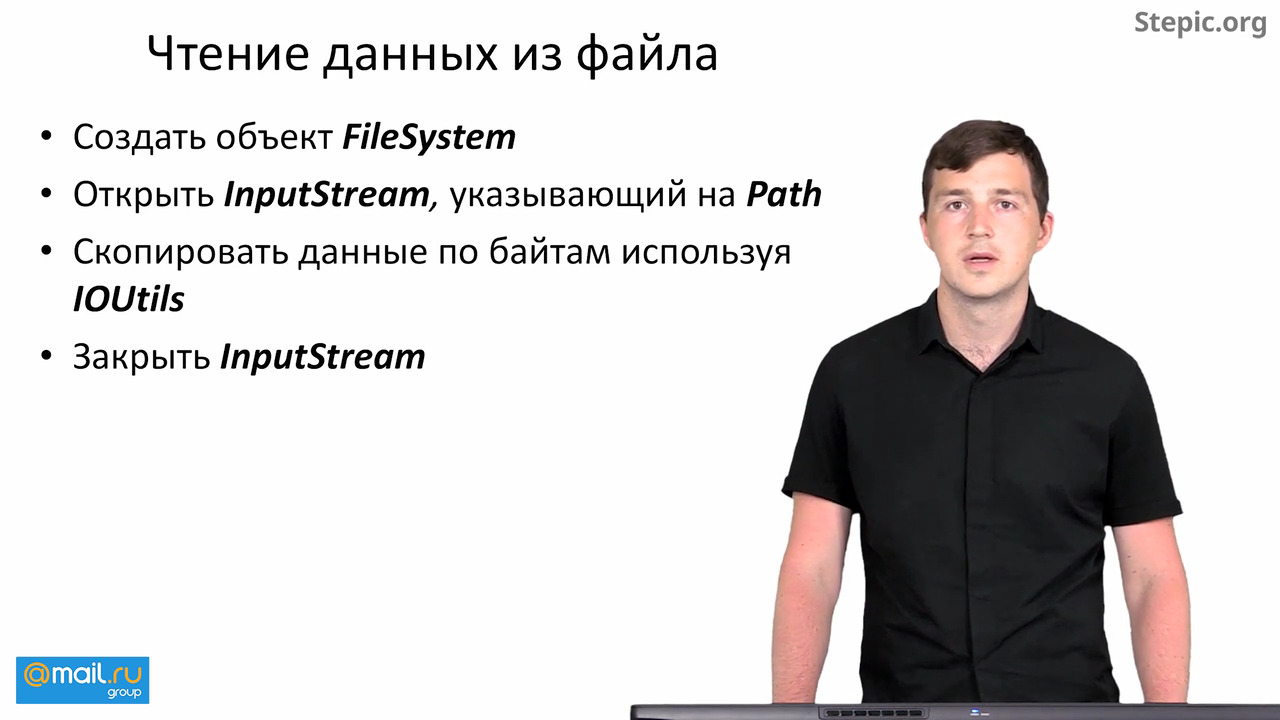 Stepic.org
Чтение данных из файла
• Создать объект FileSystem
• Открыть InputStream, указывающий на Path
• Скопировать данные по байтам используя
IOUtils
• Закрыть InputStream
@mail.ru
group